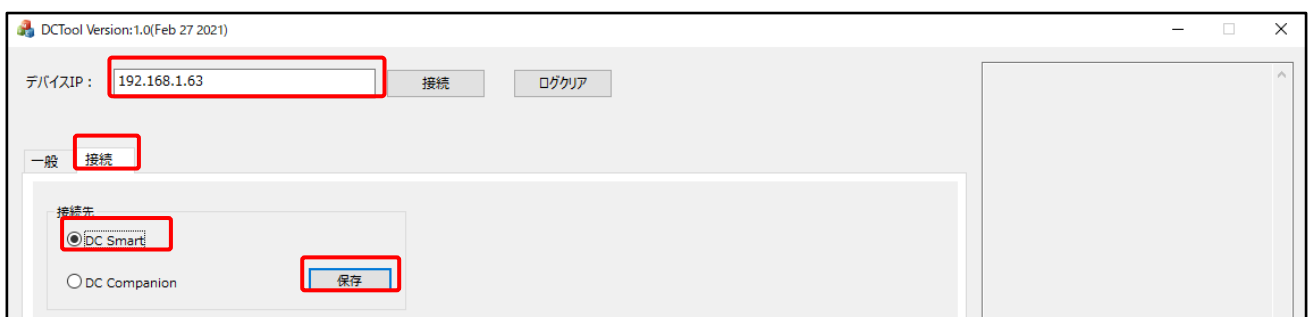 DCTool Version:1.0(Feb 27 2021)
デバイスIP : 192.168.1.63 接続 ログクリア
一般 接続
接続先
DC Smart
DC Companion 保存